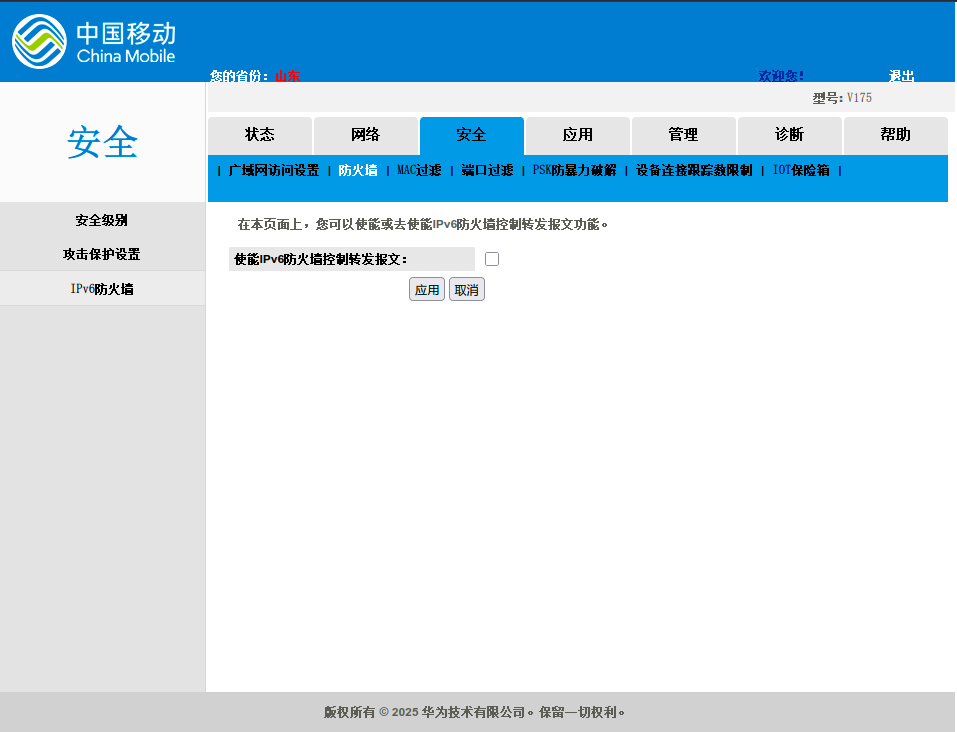 中国移动
China Mobile
您的省份：山东 欢迎您！ 退出
型号：V175
安全
状态 网络 安全 应用 管理 诊断 帮助
| 广域网访问设置 | 防火墙 | MAC过滤 | 端口过滤 | PSK防暴力破解 | 设备连接跟踪数限制 | IOT保险箱 |
安全级别
攻击保护设置
IPv6防火墙
在本页面上，您可以使能或去使能IPv6防火墙控制转发报文功能。
使能IPv6防火墙控制转发报文：
应用 取消
版权所有 © 2025 华为技术有限公司。保留一切权利。